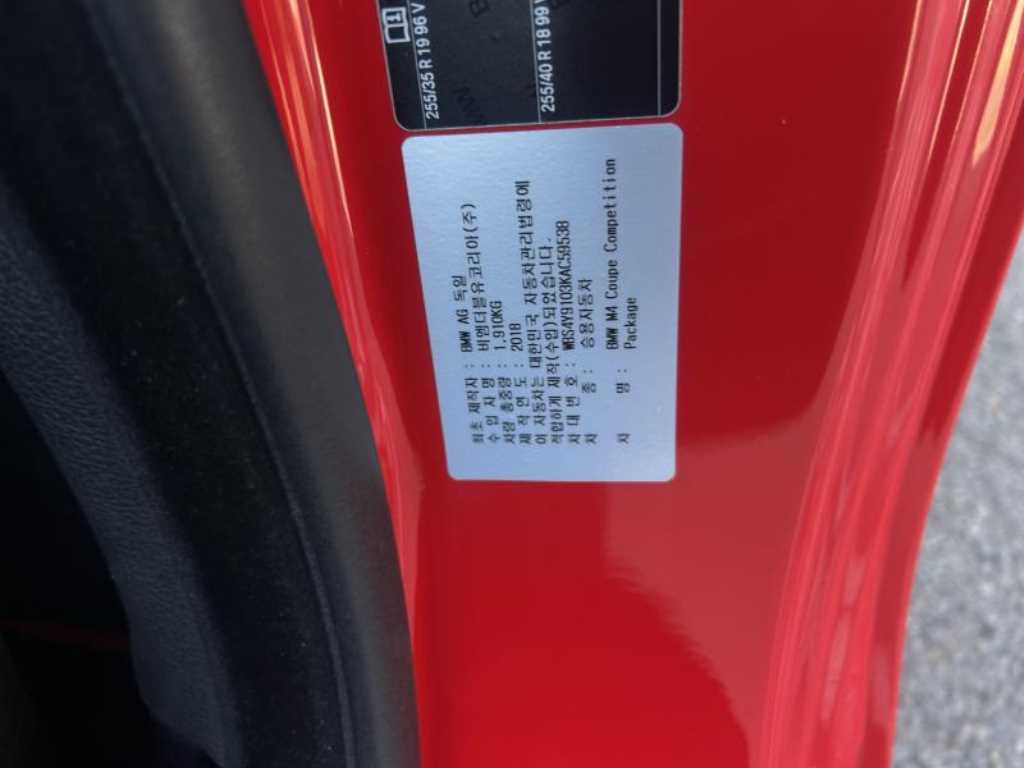 255/35 R 19 96 V
255/40 R 18 99 V
최초 제작자 : BMW AG 독일
수 입 자 명 : 비엠더블유코리아(주)
차량 총중량 : 1,910KG
제 작 연 도 : 2018
이 자동차는 대한민국 자동차관리법령에
적합하게 제작(수입)되었습니다.
차 대 번 호 : WBS4Y9103KAC59538
차 종 : 승용자동차
차 명 : BMW M4 Coupe Competition
Package